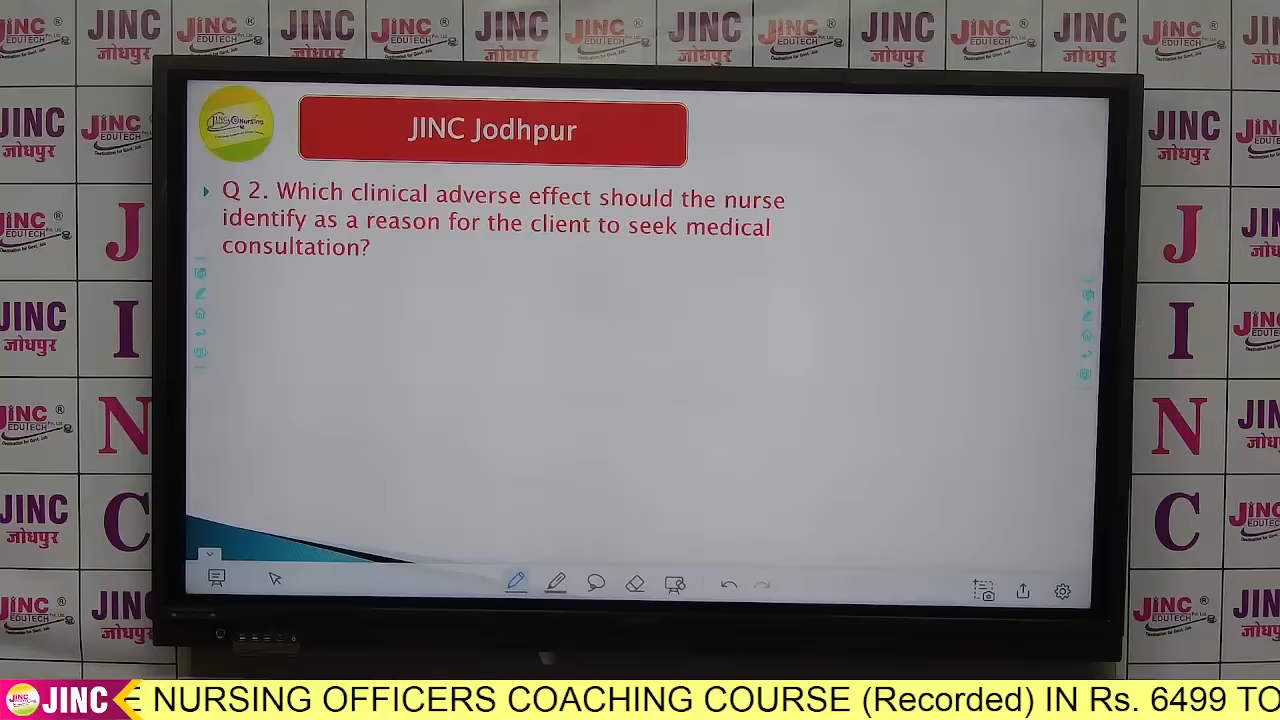 JINC Jodhpur
Q 2. Which clinical adverse effect should the nurse
identify as a reason for the client to seek medical
consultation?
JINC
जोधपुर
JINC
EDUTECH
J
I
N
C
JINC
NURSING OFFICERS COACHING COURSE (Recorded) IN Rs. 6499 TO